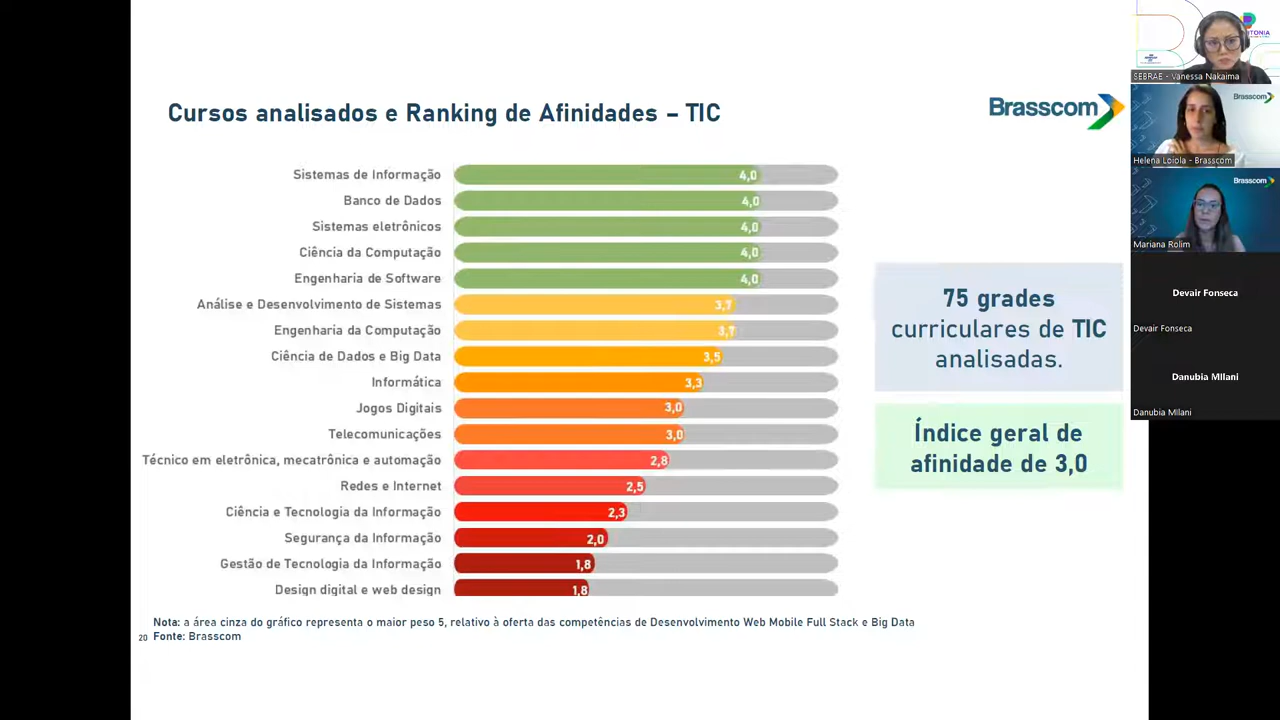 Cursos analisados e Ranking de Afinidades – TIC
Brasscom
Sistemas de Informação 4,0
Banco de Dados 4,0
Sistemas eletrônicos 4,0
Ciência da Computação 4,0
Engenharia de Software 4,0
Análise e Desenvolvimento de Sistemas 3,7
Engenharia da Computação 3,7
Ciência de Dados e Big Data 3,5
Informática 3,3
Jogos Digitais 3,0
Telecomunicações 3,0
Técnico em eletrônica, mecatrônica e automação 2,8
Redes e Internet 2,5
Ciência e Tecnologia da Informação 2,3
Segurança da Informação 2,0
Gestão de Tecnologia da Informação 1,8
Design digital e web design 1,8
75 grades
curriculares de TIC
analisadas.
Índice geral de
afinidade de 3,0
Nota: a área cinza do gráfico representa o maior peso 5, relativo à oferta das competências de Desenvolvimento Web Mobile Full Stack e Big Data
20 Fonte: Brasscom
SEBRAE - Vanessa Nakaima
Brasscom
Helena Loiola - Brasscom
Brasscom
Mariana Rolim
Devair Fonseca
Devair Fonseca
Danubia MIlani
Danubia MIlani